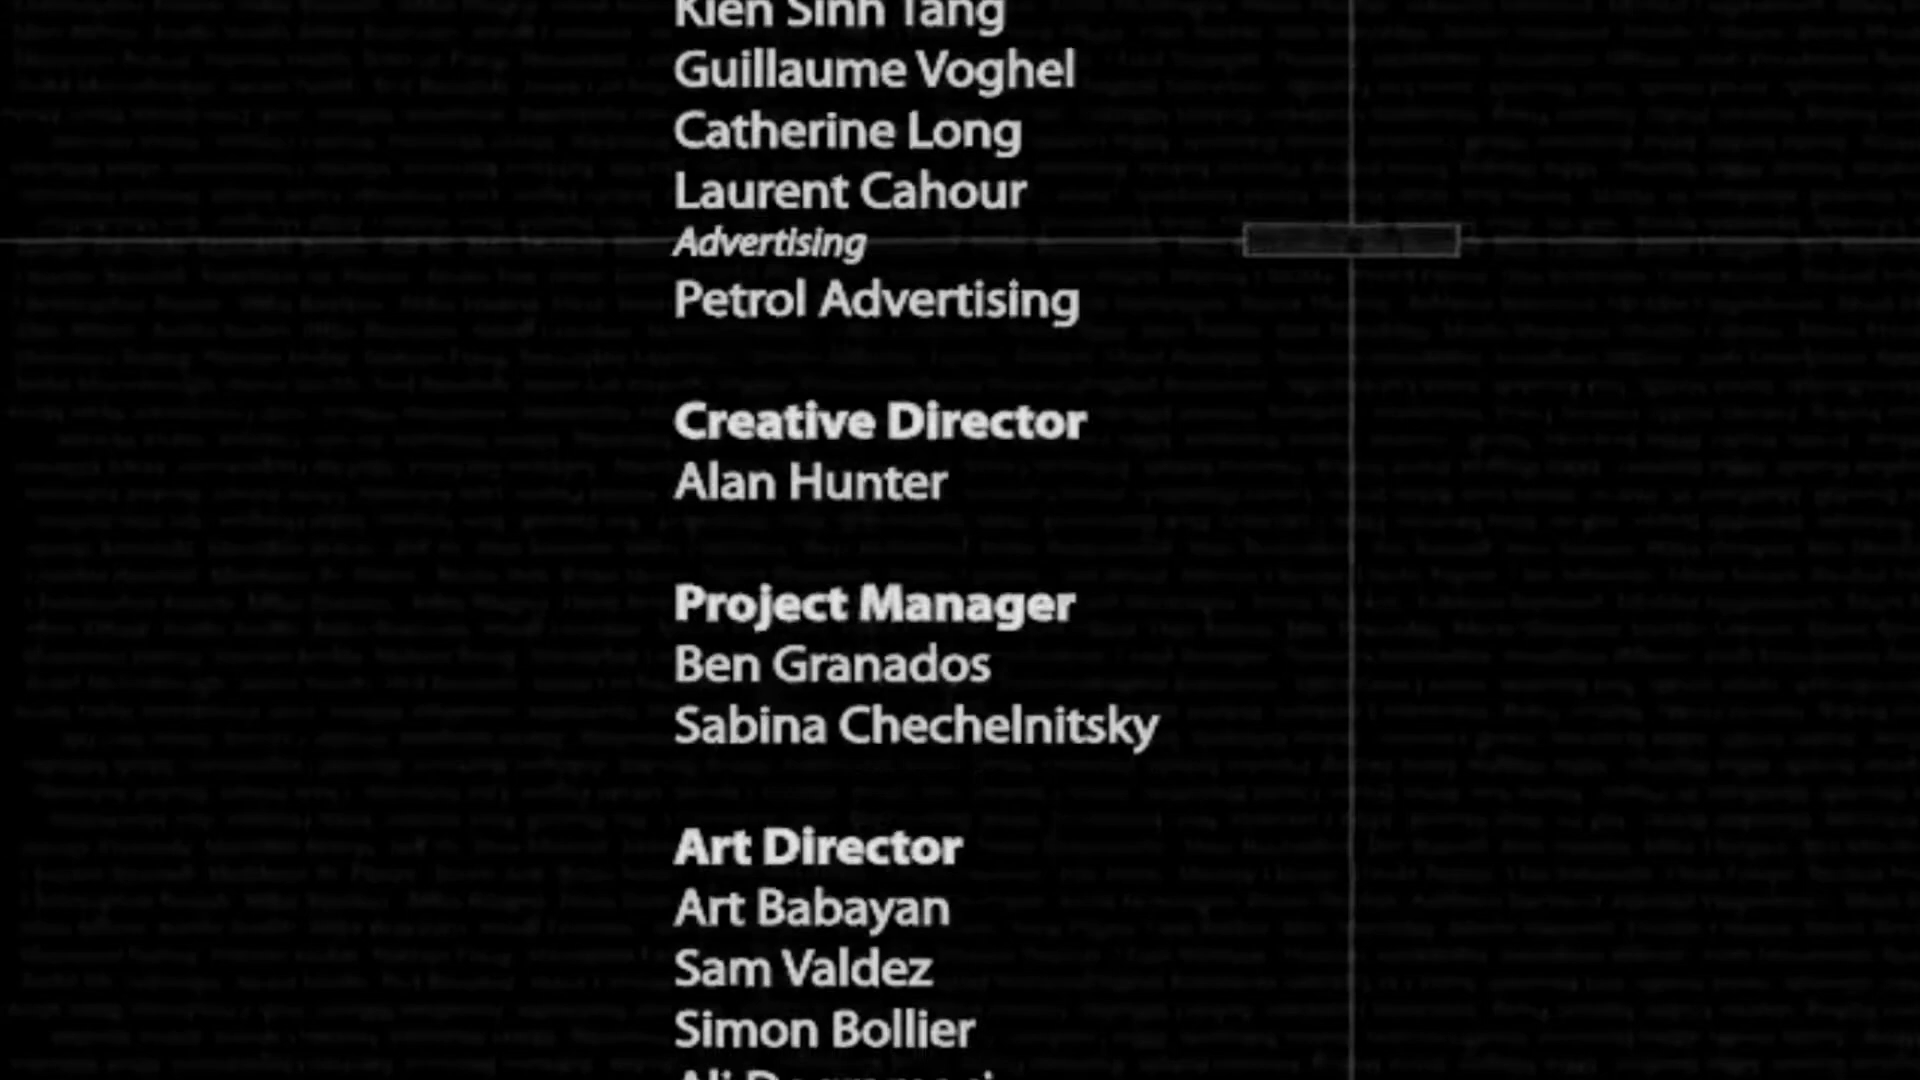 Kien Sinh Tang
Guillaume Voghel
Catherine Long
Laurent Cahour
Advertising
Petrol Advertising
Creative Director
Alan Hunter
Project Manager
Ben Granados
Sabina Chechelnitsky
Art Director
Art Babayan
Sam Valdez
Simon Bollier